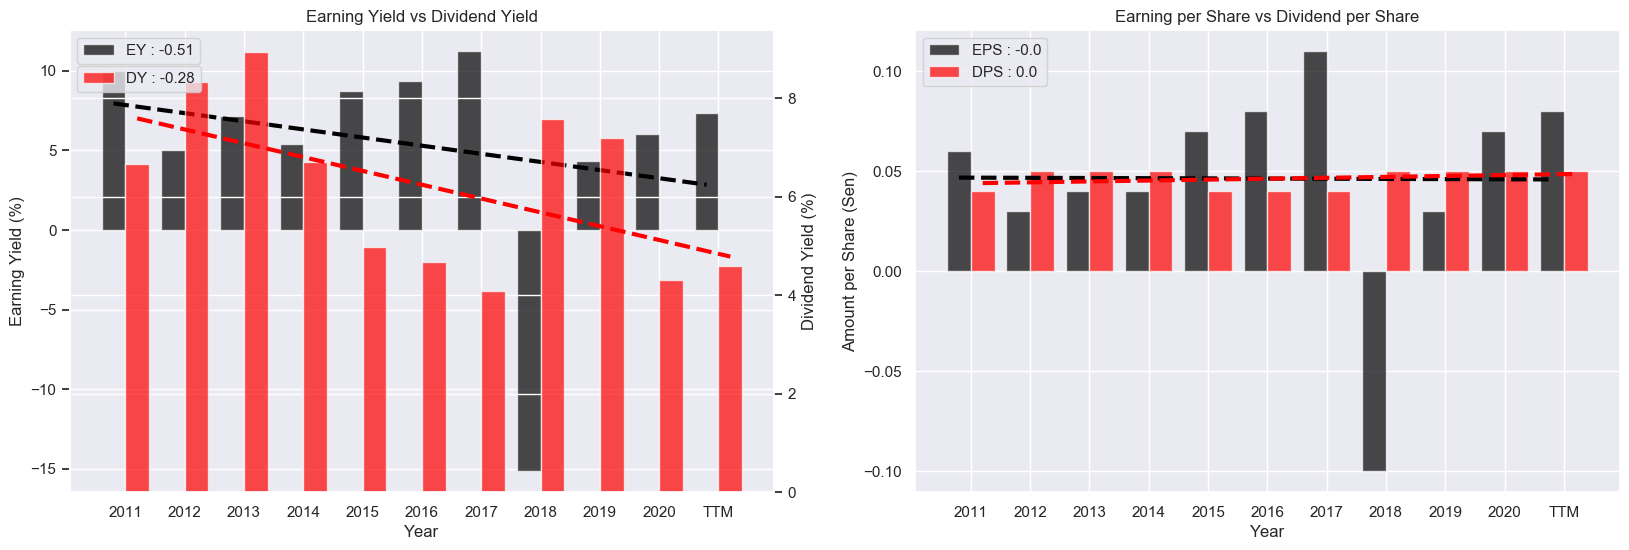 Earning Yield vs Dividend Yield
EY : -0.51
DY : -0.28
Earning Yield (%)
10
5
0
−5
−10
−15
8
6
4
2
0
Dividend Yield (%)
2011 2012 2013 2014 2015 2016 2017 2018 2019 2020 TTM
Year
Earning per Share vs Dividend per Share
EPS : -0.0
DPS : 0.0
Amount per Share (Sen)
0.10
0.05
0.00
−0.05
−0.10
2011 2012 2013 2014 2015 2016 2017 2018 2019 2020 TTM
Year